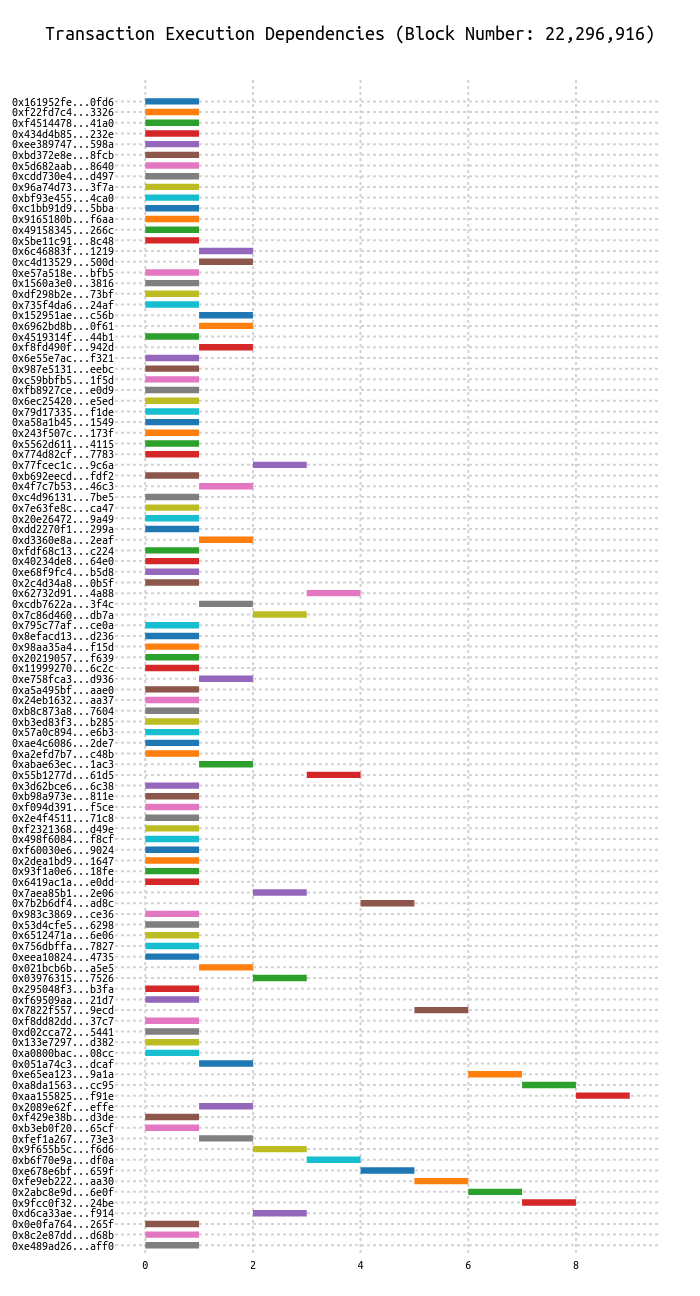 Transaction Execution Dependencies (Block Number: 22,296,916)
0x161952fe...0fd6
0xf22fd7c4...3326
0xf4514478...41a0
0x434d4b85...232e
0xee389747...598a
0xbd372e8e...8fcb
0x5d682aab...8640
0xcdd730e4...d497
0x96a74d73...3f7a
0xbf93e455...4ca0
0xc1bb91d9...5bba
0x9165180b...f6aa
0x49158345...266c
0x5be11c91...8c48
0x6c46883f...1219
0xc4d13529...500d
0xe57a518e...bfb5
0x1560a3e0...3816
0xdf298b2e...73bf
0x735f4da6...24af
0x152951ae...c56b
0x6962bd8b...0f61
0x4519314f...44b1
0xf8fd490f...942d
0x6e55e7ac...f321
0x987e5131...eebc
0xc59bbfb5...1f5d
0xfb8927ce...e0d9
0x6ec25420...e5ed
0x79d17335...f1de
0xa58a1b45...1549
0x243f507c...173f
0x5562d611...4115
0x774d82cf...7783
0x77fcec1c...9c6a
0xb692eecd...fdf2
0x4f7c7b53...46c3
0xc4d96131...7be5
0x7e63fe8c...ca47
0x20e26472...9a49
0xdd2270f1...299a
0xd3360e8a...2eaf
0xfdf68c13...c224
0x40234de8...64e0
0xe68f9fc4...b5d8
0x2c4d34a8...0b5f
0x62732d91...4a88
0xcdb7622a...3f4c
0x7c86d460...db7a
0x795c77af...ce0a
0x8efacd13...d236
0x98aa35a4...f15d
0x20219057...f639
0x11999270...6c2c
0xe758fca3...d936
0xa5a495bf...aae0
0x24eb1632...aa37
0xb8c873a8...7604
0xb3ed83f3...b285
0x57a0c894...e6b3
0xae4c6086...2de7
0xa2efd7b7...c48b
0xabae63ec...1ac3
0x55b1277d...61d5
0x3d62bce6...6c38
0xb98a973e...811e
0xf094d391...f5ce
0x2e4f4511...71c8
0xf2321368...d49e
0x498f6084...f8cf
0xf60030e6...9024
0x2dea1bd9...1647
0x93f1a0e6...18fe
0x6419ac1a...e0dd
0x7aea85b1...2e06
0x7b2b6df4...ad8c
0x983c3869...ce36
0x53d4cfe5...6298
0x6512471a...6e06
0x756dbffa...7827
0xeea10824...4735
0x021bcb6b...a5e5
0x03976315...7526
0x295048f3...b3fa
0xf69509aa...21d7
0x7822f557...9ecd
0xf8dd82dd...37c7
0xd02cca72...5441
0x133e7297...d382
0xa0800bac...08cc
0x051a74c3...dcaf
0xe65ea123...9a1a
0xa8da1563...cc95
0xaa155825...f91e
0x2089e62f...effe
0xf429e38b...d3de
0xb3eb0f20...65cf
0xfef1a267...73e3
0x9f655b5c...f6d6
0xb6f70e9a...df0a
0xe678e6bf...659f
0xfe9eb222...aa30
0x2abc8e9d...6e0f
0x9fcc0f32...24be
0xd6ca33ae...f914
0x0e0fa764...265f
0x8c2e87dd...d68b
0xe489ad26...aff0
0 2 4 6 8